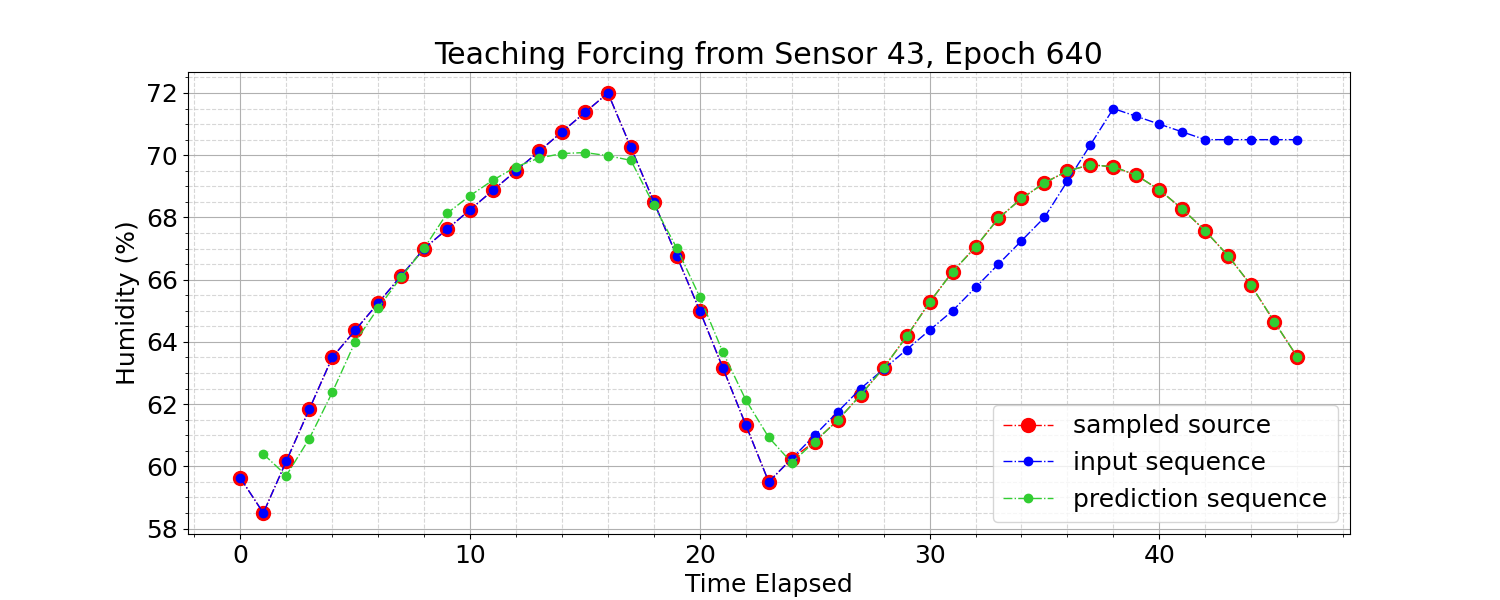 Teaching Forcing from Sensor 43, Epoch 640
Humidity (%)
72
70
68
66
64
62
60
58
sampled source
input sequence
prediction sequence
0 10 20 30 40
Time Elapsed